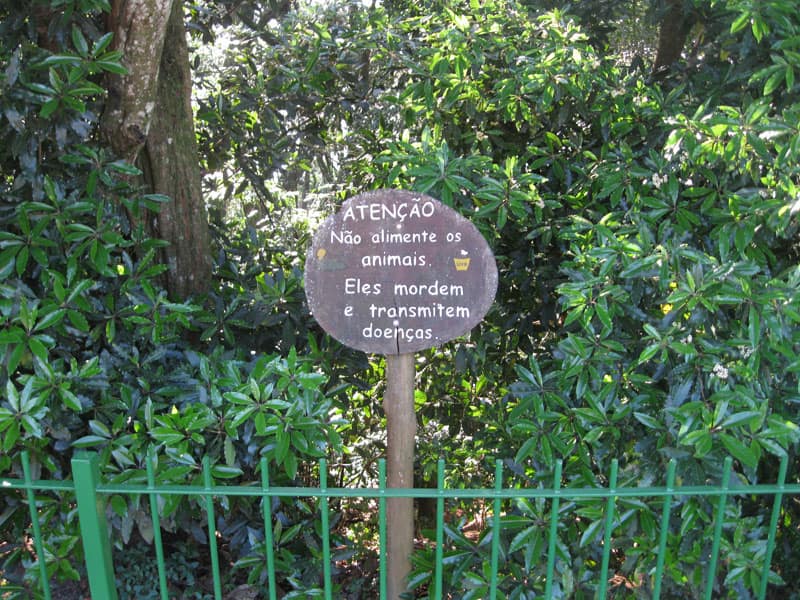 ATENÇÃO
Não alimente os
animais.
Eles mordem
e transmitem
doenças.